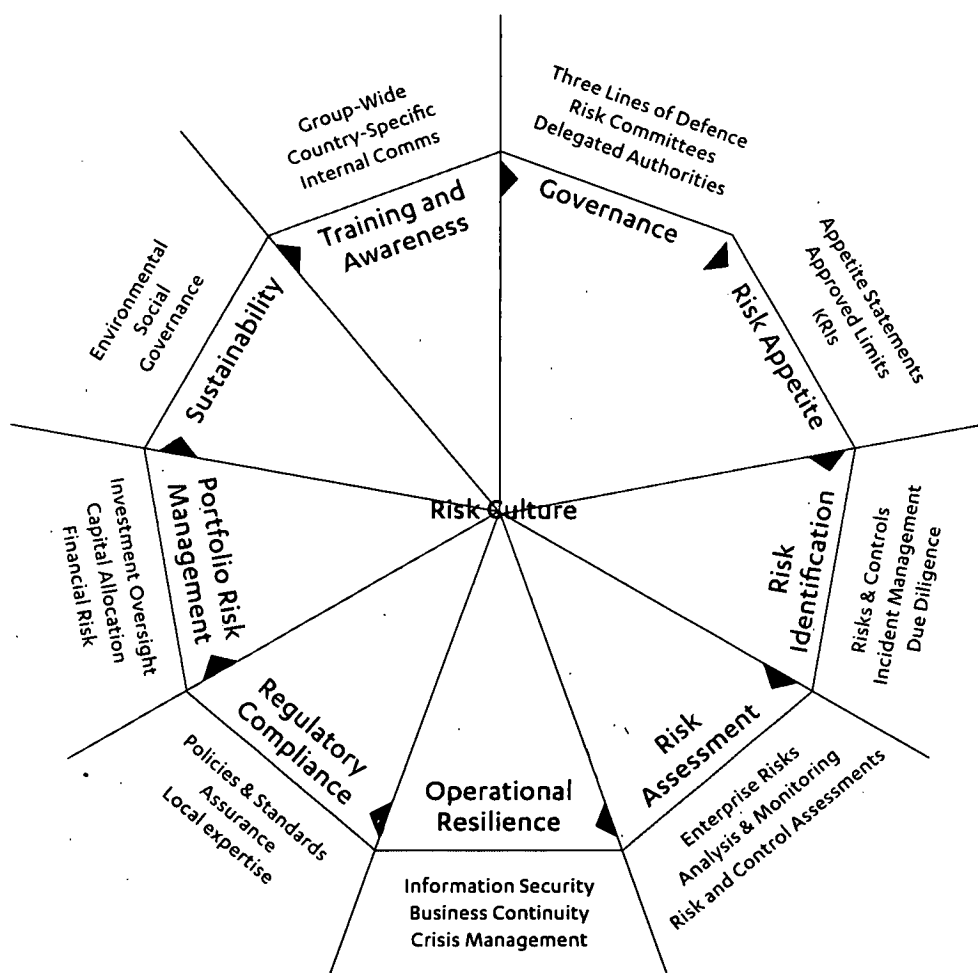 Three Lines of Defence
Risk Committees
Delegated Authorities
Governance
Appetite Statements
Approved Limits
KRIs
Risk Appetite
Risks & Controls
Incident Management
Due Diligence
Risk
Identification
Enterprise Risks
Analysis & Monitoring
Risk and Control Assessments
Risk
Assessment
Operational
Resilience
Information Security
Business Continuity
Crisis Management
Regulatory
Compliance
Policies & Standards
Assurance
Local expertise
Portfolio Risk
Management
Investment Oversight
Capital Allocation
Financial Risk
Sustainability
Environmental
Social
Governance
Group-Wide
Country-Specific
Internal Comms
Training and
Awareness
Risk Culture